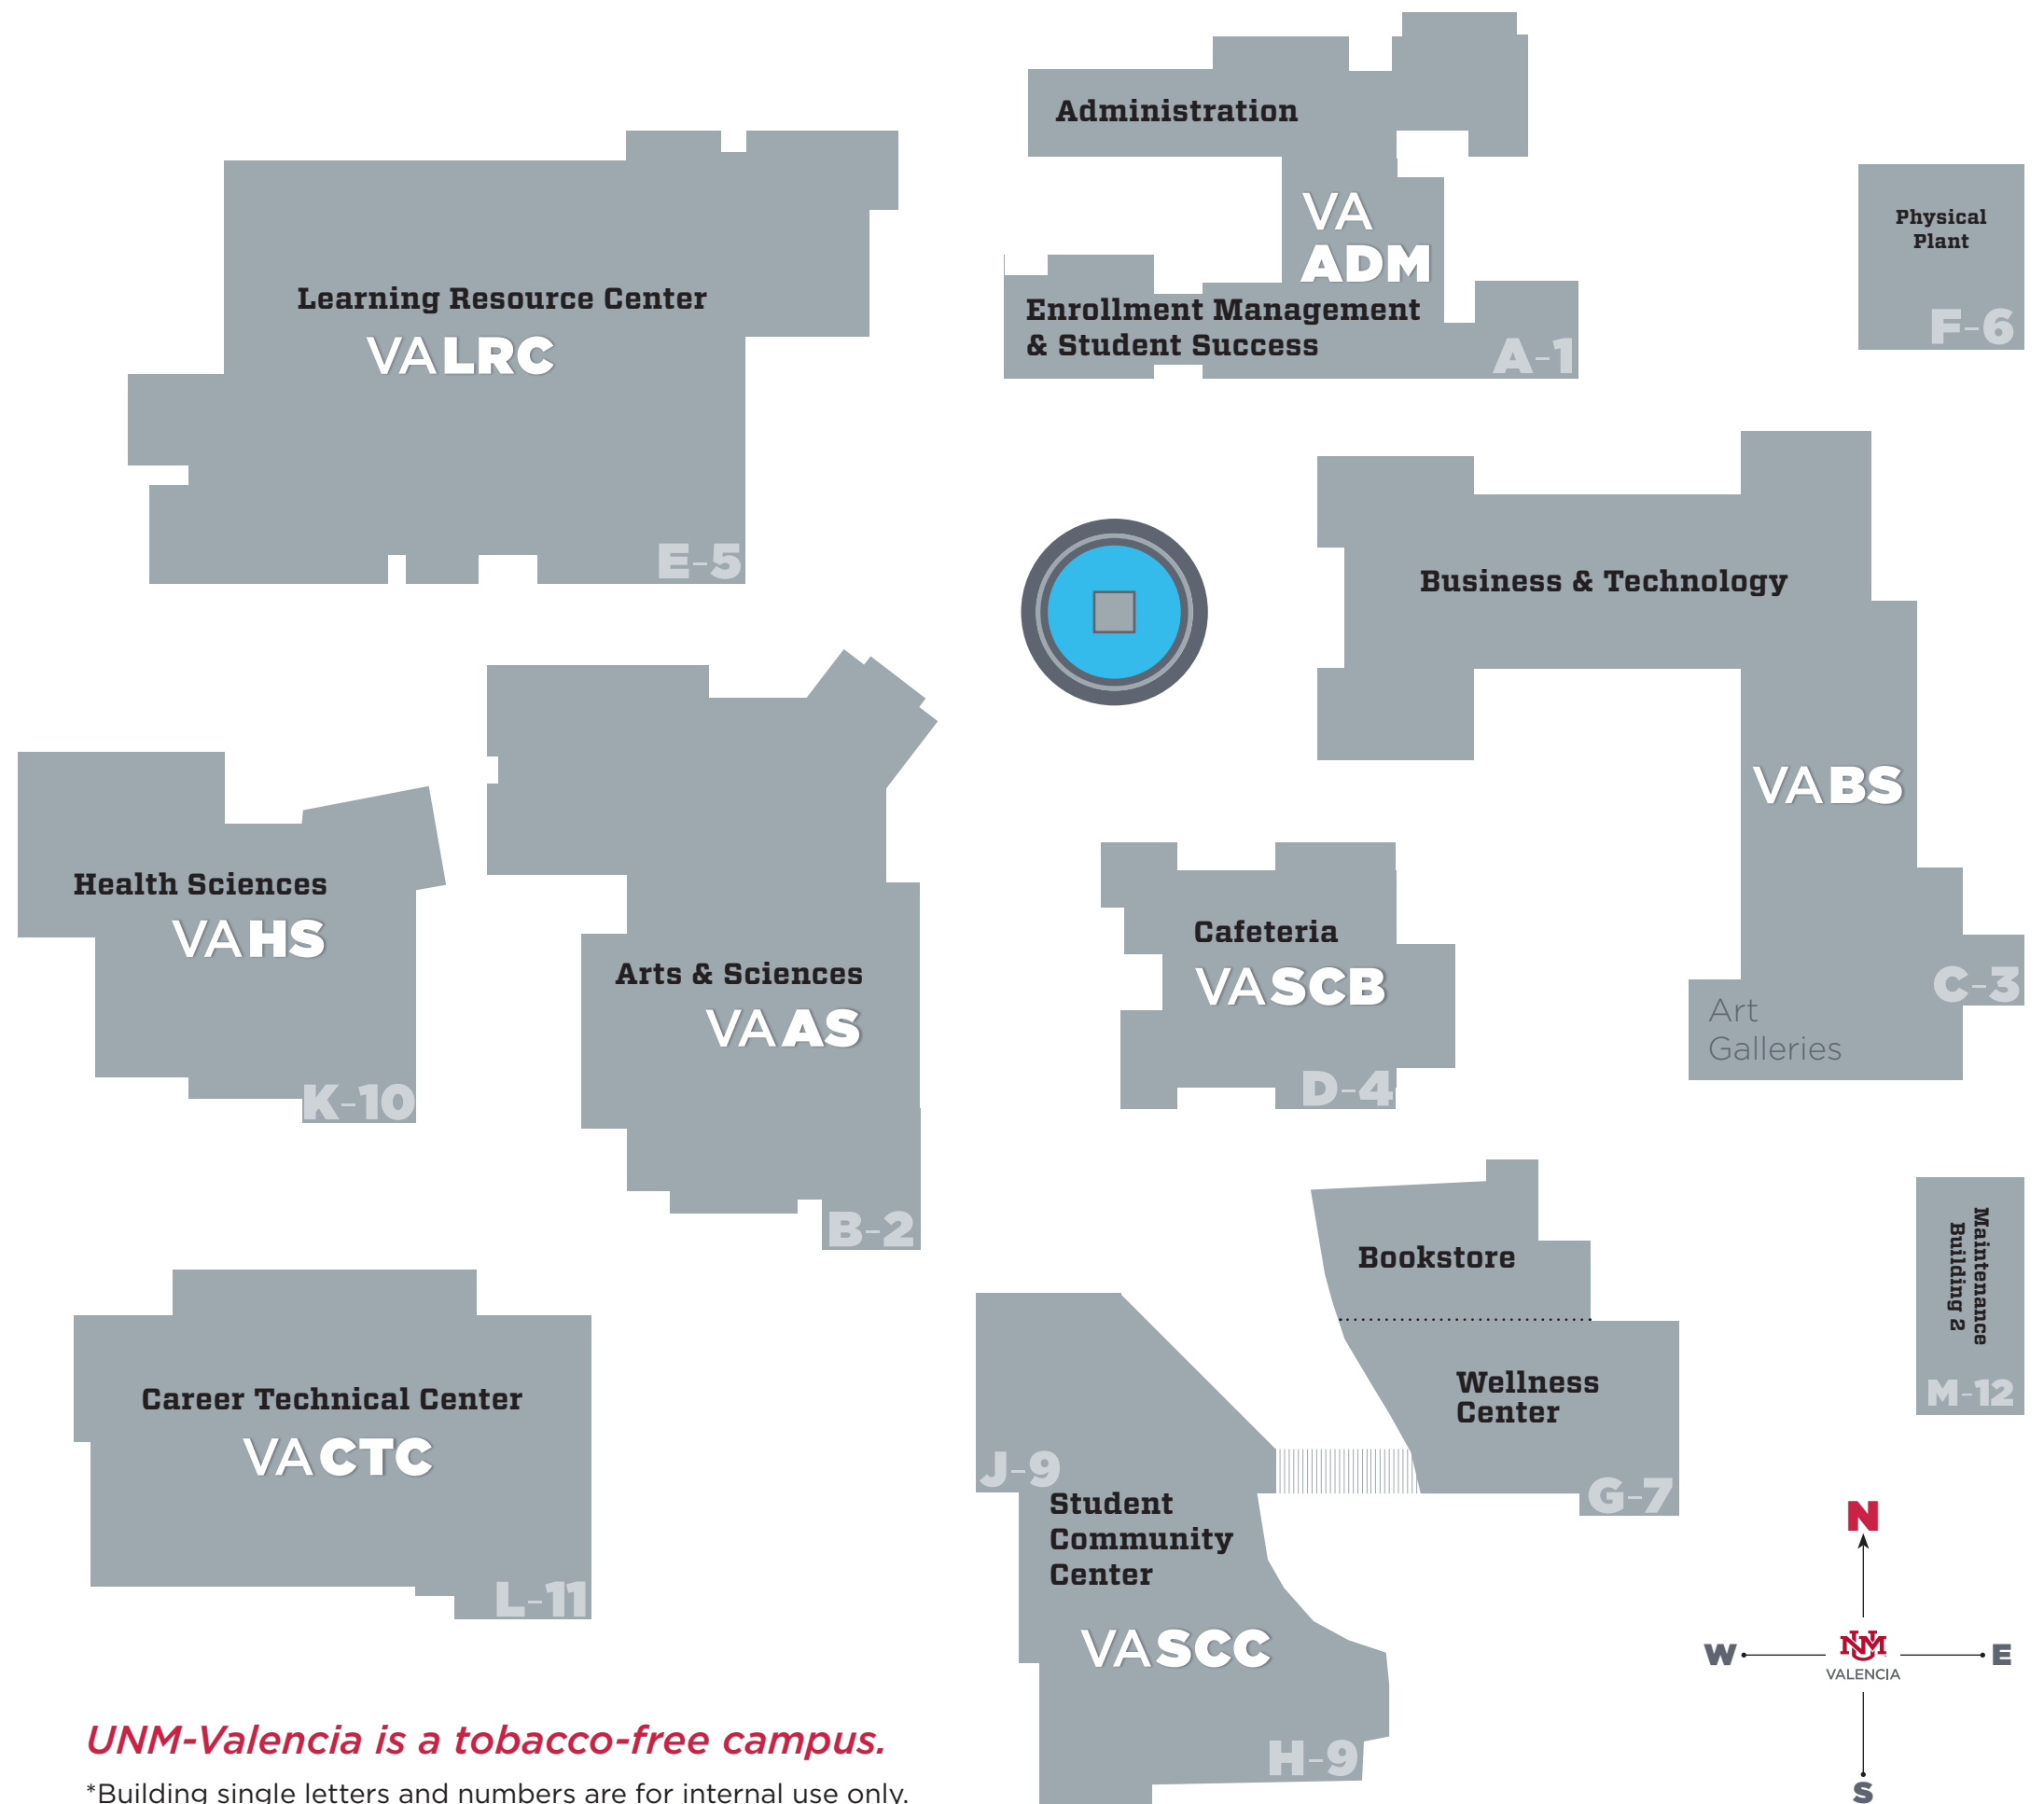 Administration
VA
ADM
Enrollment Management
& Student Success
A-1
Physical
Plant
F-6
Learning Resource Center
VALRC
E-5
Business & Technology
VABS
C-3
Art
Galleries
Health Sciences
VAHS
K-10
Arts & Sciences
VAAS
B-2
Cafeteria
VASCB
D-4
Bookstore
Wellness
Center
G-7
Maintenance
Building 2
M-12
Career Technical Center
VACTC
L-11
J-9
Student
Community
Center
VASCC
H-9
N
W
UNM
VALENCIA
E
S
UNM-Valencia is a tobacco-free campus.
*Building single letters and numbers are for internal use only.